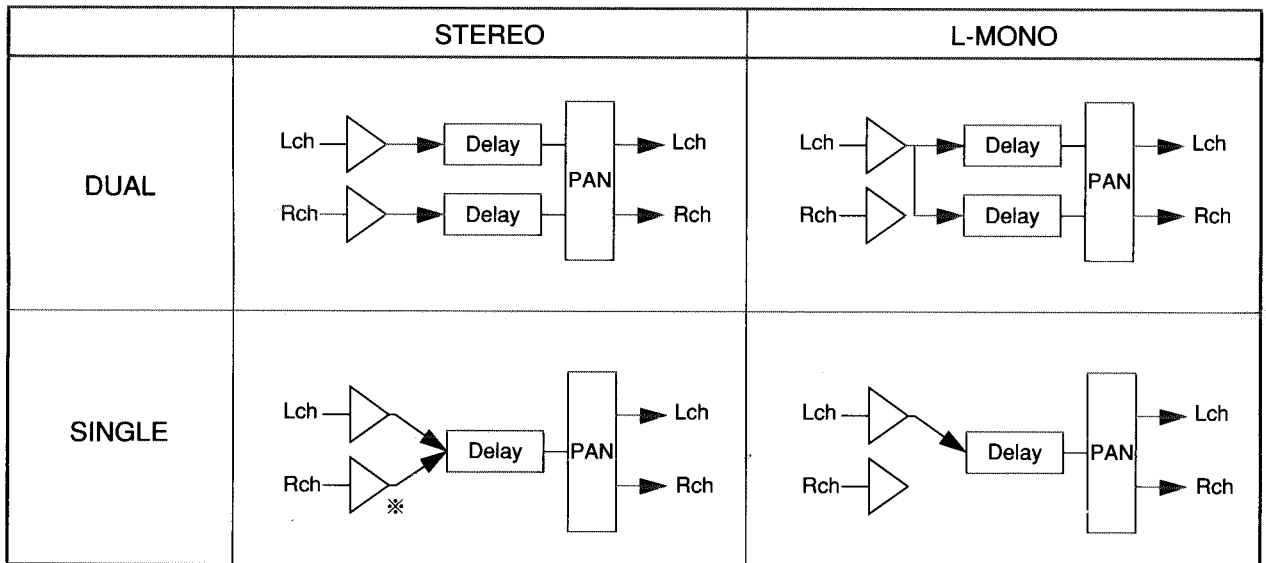 STEREO L-MONO
DUAL
Lch Delay Lch
PAN
Rch Delay Rch
Lch Delay Lch
PAN
Rch Delay Rch
SINGLE
Lch Lch
Delay PAN
Rch Rch
※
Lch Lch
Delay PAN
Rch Rch